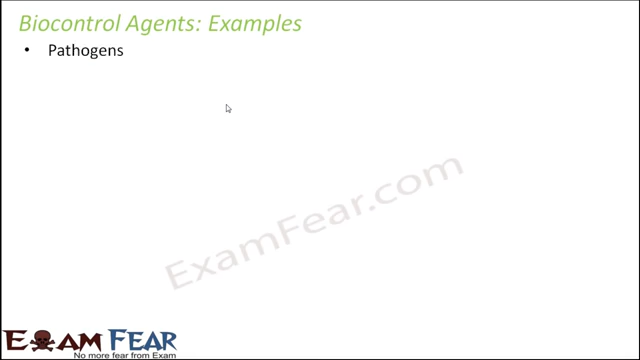 Biocontrol Agents: Examples
• Pathogens
ExamFear.com
EXAM FEAR
No more fear from Exam